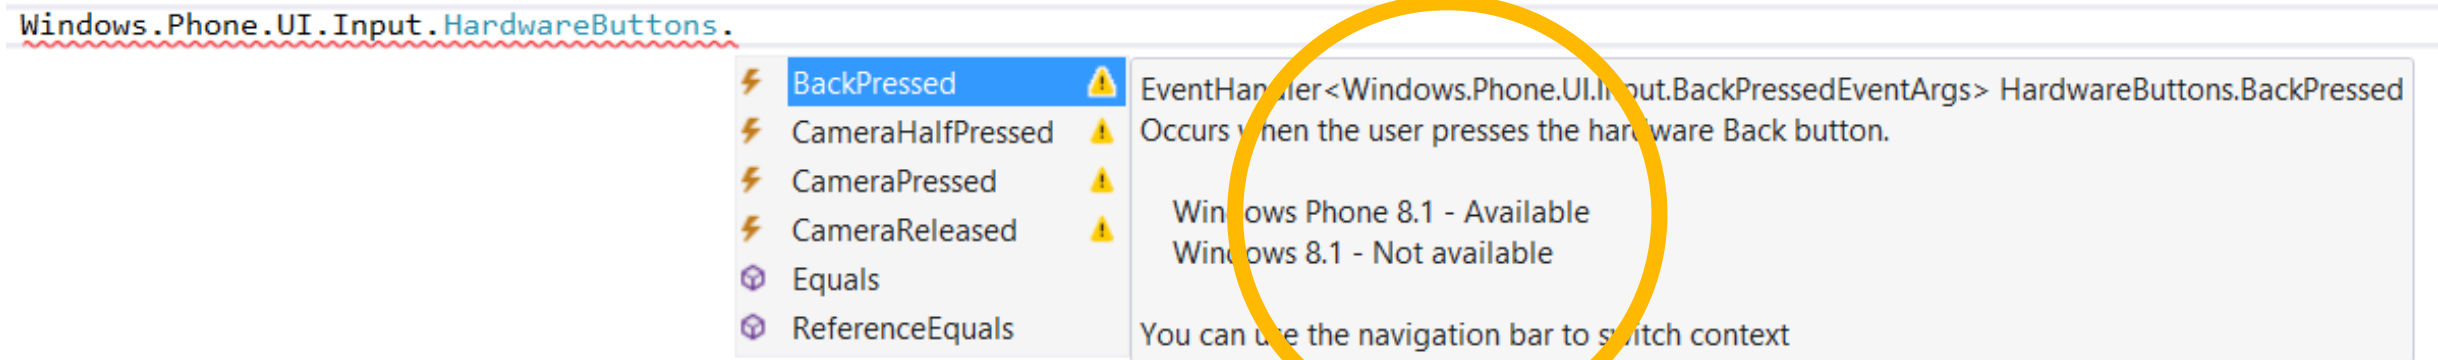 Windows.Phone.UI.Input.HardwareButtons.
BackPressed
CameraHalfPressed
CameraPressed
CameraReleased
Equals
ReferenceEquals
EventHandler<Windows.Phone.UI.Input.BackPressedEventArgs> HardwareButtons.BackPressed
Occurs when the user presses the hardware Back button.
Windows Phone 8.1 - Available
Windows 8.1 - Not available
You can use the navigation bar to switch context